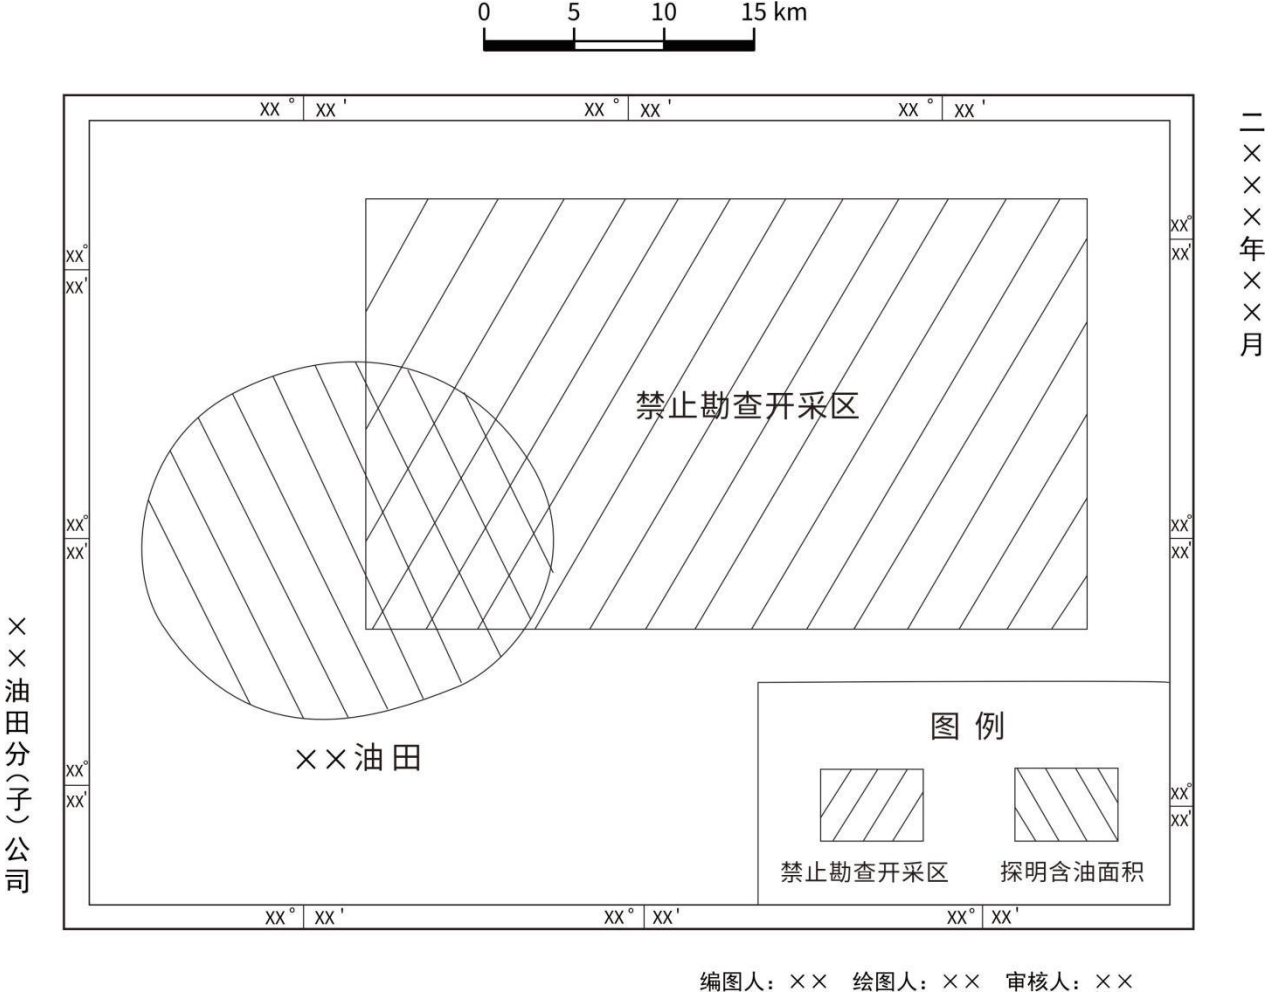 0 5 10 15 km
xx° xx' xx° xx' xx° xx'
二×××年××月
xx°
xx'
xx°
xx'
禁止勘查开采区
xx°
xx'
xx°
xx'
××油田分(子)公司
××油田
图例
xx°
xx'
xx°
xx'
禁止勘查开采区 探明含油面积
xx° xx' xx° xx' xx° xx'
编图人：×× 绘图人：×× 审核人：××